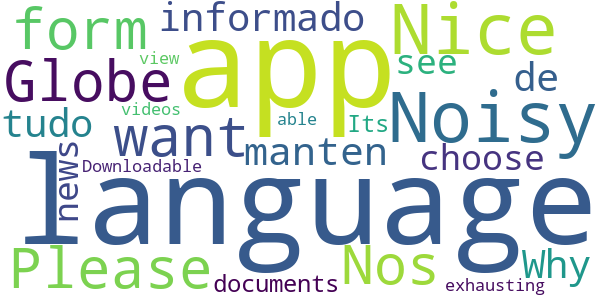 form informado Nice
app
view see
Globe de
videos able Its Noisy
tudo want manten choose
news Downloadable
language
Please Nos Why
documents exhausting